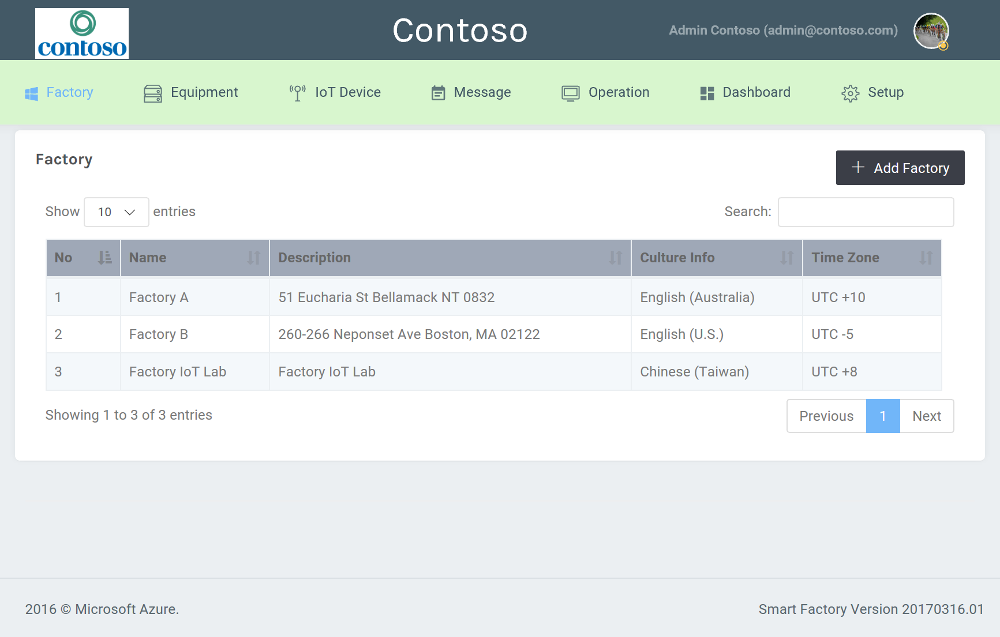 contoso
Contoso
Admin Contoso (admin@contoso.com)
Factory
Equipment
IoT Device
Message
Operation
Dashboard
Setup
Factory
Add Factory
Show 10 entries
Search:
No Name Description Culture Info Time Zone
1 Factory A 51 Eucharia St Bellamack NT 0832 English (Australia) UTC +10
2 Factory B 260-266 Neponset Ave Boston, MA 02122 English (U.S.) UTC -5
3 Factory IoT Lab Factory IoT Lab Chinese (Taiwan) UTC +8
Showing 1 to 3 of 3 entries
Previous 1 Next
2016 © Microsoft Azure.
Smart Factory Version 20170316.01